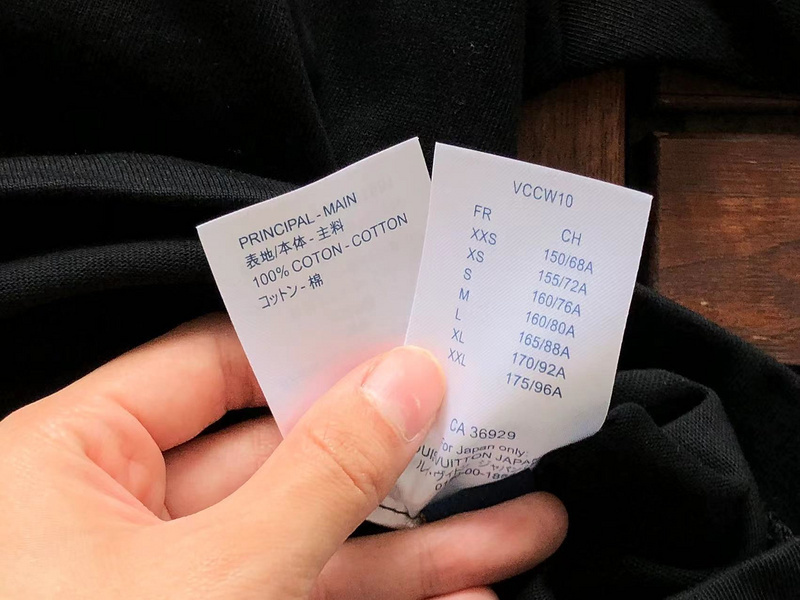 PRINCIPAL - MAIN
表地/本体 - 主料
100% COTON - COTTON
コットン - 棉
VCCW10
FR CH
XXS 150/68A
XS 155/72A
S 160/76A
M 160/80A
L 165/88A
XL 170/92A
XXL 175/96A
CA 36929
for Japan only
VUITTON JAPA